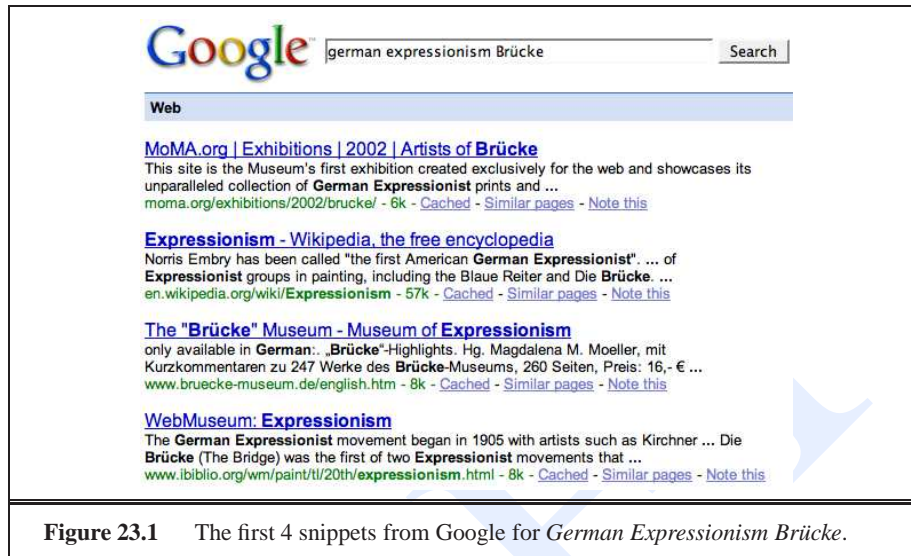 Google™ german expressionism Brücke Search
Web
MoMA.org | Exhibitions | 2002 | Artists of Brücke
This site is the Museum's first exhibition created exclusively for the web and showcases its
unparalleled collection of German Expressionist prints and ...
moma.org/exhibitions/2002/brucke/ - 6k - Cached - Similar pages - Note this
Expressionism - Wikipedia, the free encyclopedia
Norris Embry has been called "the first American German Expressionist". ... of
Expressionist groups in painting, including the Blaue Reiter and Die Brücke. ...
en.wikipedia.org/wiki/Expressionism - 57k - Cached - Similar pages - Note this
The "Brücke" Museum - Museum of Expressionism
only available in German:. „Brücke“-Highlights. Hg. Magdalena M. Moeller, mit
Kurzkommentaren zu 247 Werke des Brücke-Museums, 260 Seiten, Preis: 16,- € ...
www.bruecke-museum.de/english.htm - 8k - Cached - Similar pages - Note this
WebMuseum: Expressionism
The German Expressionist movement began in 1905 with artists such as Kirchner ... Die
Brücke (The Bridge) was the first of two Expressionist movements that ...
www.ibiblio.org/wm/paint/tl/20th/expressionism.html - 8k - Cached - Similar pages - Note this
Figure 23.1 The first 4 snippets from Google for German Expressionism Brücke.